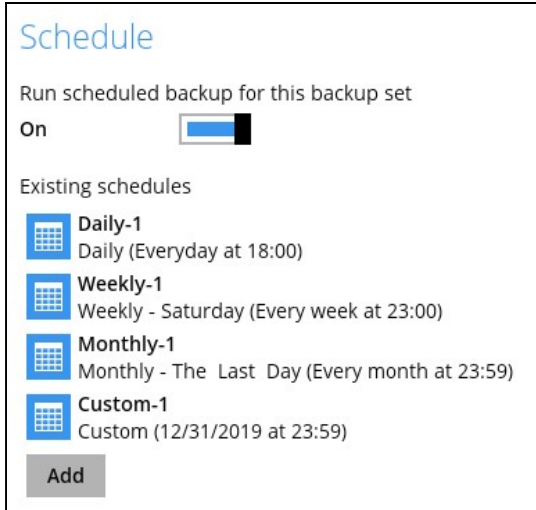 Schedule
Run scheduled backup for this backup set
On
Existing schedules
Daily-1
Daily (Everyday at 18:00)
Weekly-1
Weekly - Saturday (Every week at 23:00)
Monthly-1
Monthly - The Last Day (Every month at 23:59)
Custom-1
Custom (12/31/2019 at 23:59)
Add